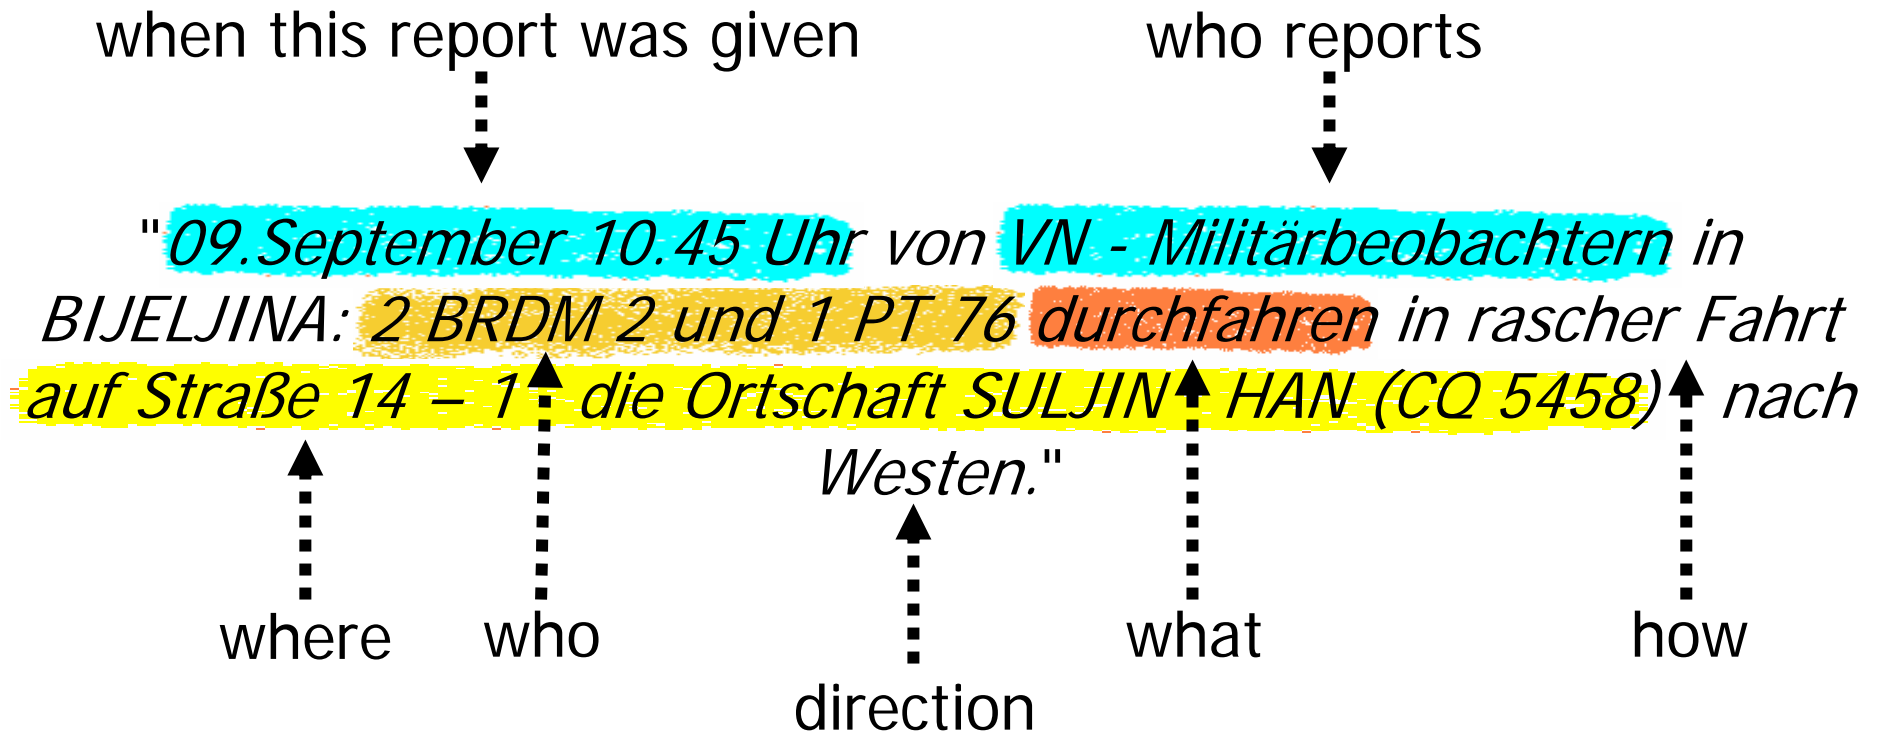 when this report was given who reports
"09.September 10.45 Uhr von VN - Militärbeobachtern in
BIJELJINA: 2 BRDM 2 und 1 PT 76 durchfahren in rascher Fahrt
auf Straße 14 – 1 die Ortschaft SULJIN HAN (CQ 5458) nach
Westen."
where who what how
direction